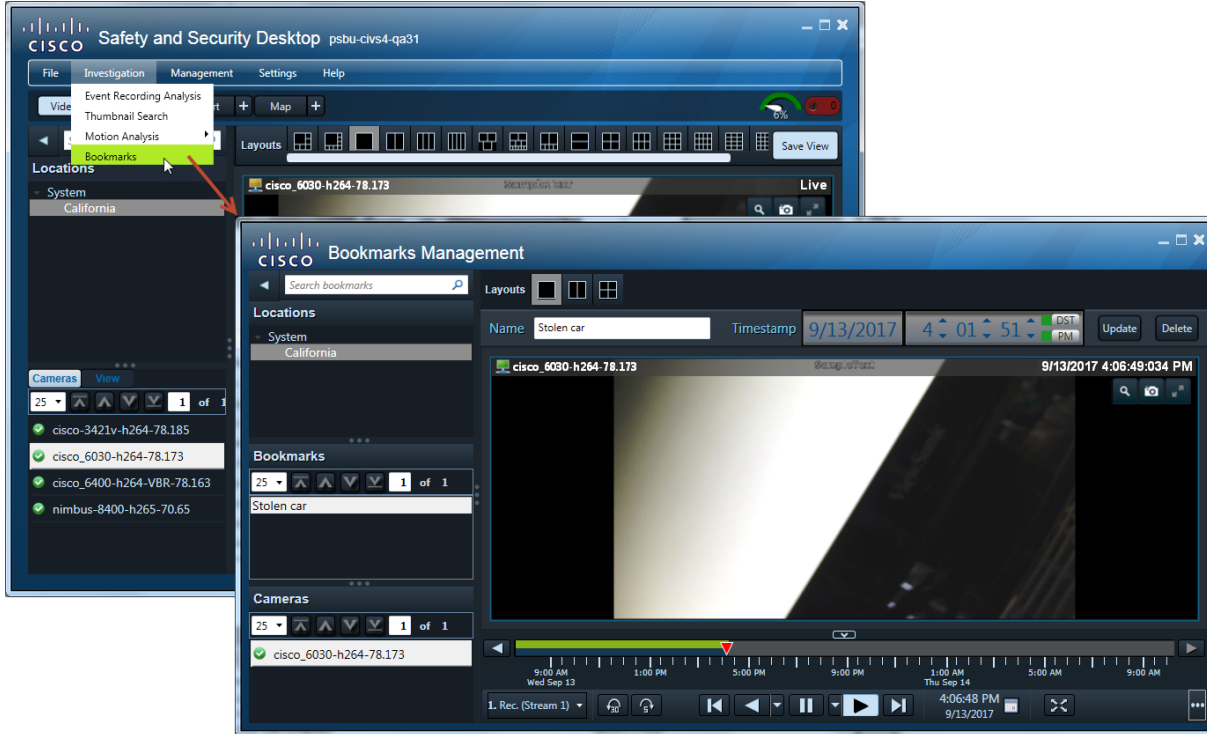 CISCO Safety and Security Desktop psbu-civs4-qa31
File Investigation Management Settings Help
Event Recording Analysis
Thumbnail Search
Motion Analysis
Bookmarks
Vide rt + Map +
6% 0
Layouts Save View
Locations
System
California
cisco_6030-h264-78.173 Live
Cameras View
25 1 of 1
cisco-3421v-h264-78.185
cisco_6030-h264-78.173
cisco_6400-h264-VBR-78.163
nimbus-8400-h265-70.65
CISCO Bookmarks Management
Search bookmarks
Locations
System
California
Bookmarks
25 1 of 1
Stolen car
Cameras
25 1 of 1
cisco_6030-h264-78.173
Layouts
Name Stolen car Timestamp 9/13/2017 4 01 51 DST PM Update Delete
cisco_6030-h264-78.173 9/13/2017 4:06:49:034 PM
9:00 AM 1:00 PM 5:00 PM 9:00 PM 1:00 AM 5:00 AM 9:00 AM
Wed Sep 13 Thu Sep 14
1. Rec. (Stream 1) 30 5 4:06:48 PM
9/13/2017